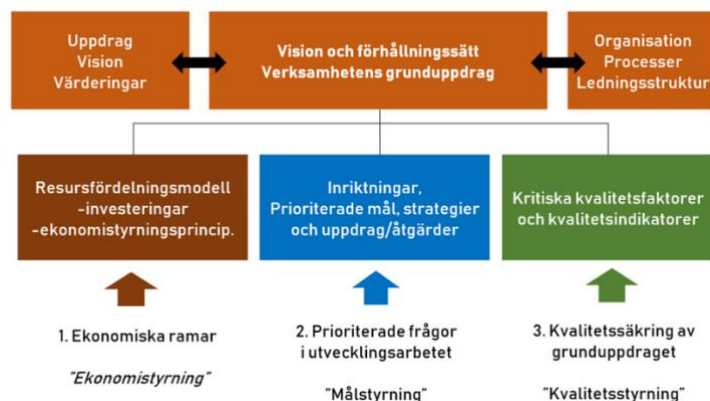 Uppdrag
Vision
Värderingar
Vision och förhållningssätt
Verksamhetens grunduppdrag
Organisation
Processer
Ledningsstruktur
Resursfördelningsmodell
-investeringar
-ekonomistyrningsprincip.
Inriktningar,
Prioriterade mål, strategier
och uppdrag/åtgärder
Kritiska kvalitetsfaktorer
och kvalitetsindikatorer
1. Ekonomiska ramar
"Ekonomistyrning"
2. Prioriterade frågor
i utvecklingsarbetet
"Målstyrning"
3. Kvalitetssäkring av
grunduppdraget
"Kvalitetsstyrning"